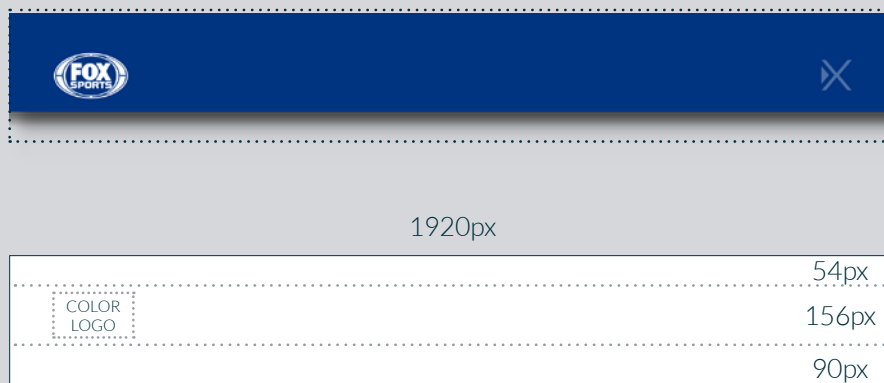 FOX
SPORTS
1920px
54px
COLOR
LOGO
156px
90px